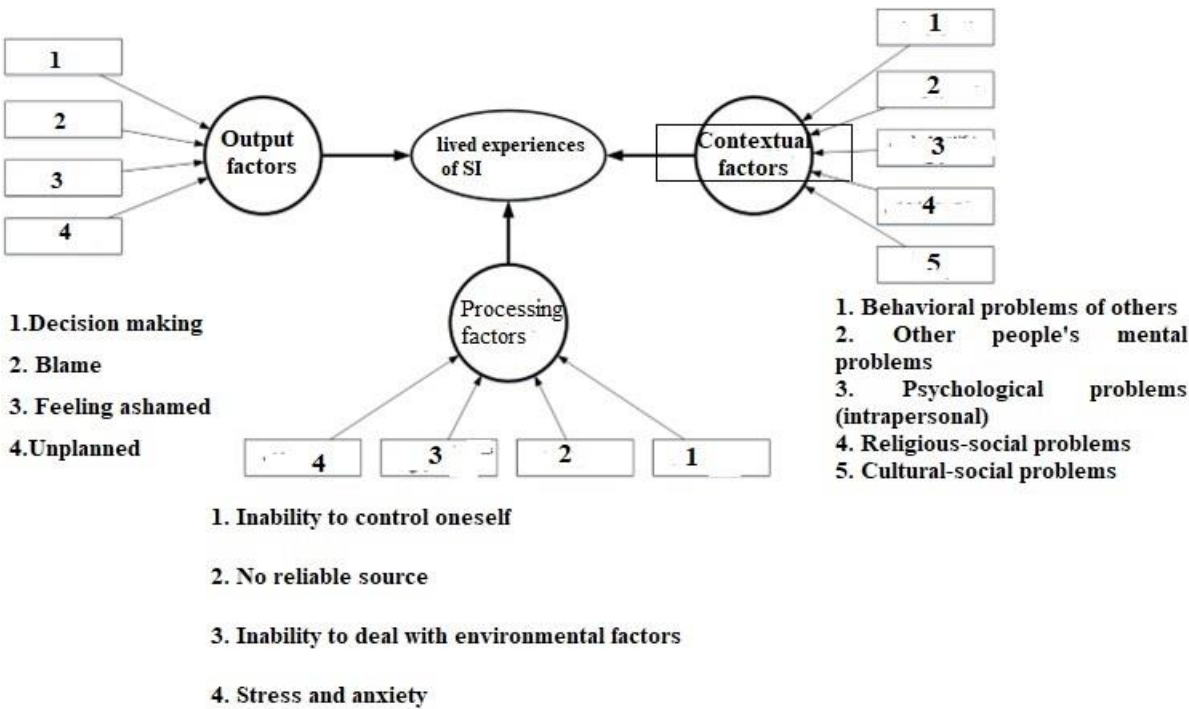 1
2
3
4
Output
factors
lived experiences
of SI
Contextual
factors
1
2
3
4
5
Processing
factors
4
3
2
1
1.Decision making
2. Blame
3. Feeling ashamed
4.Unplanned
1. Behavioral problems of others
2. Other people's mental
problems
3. Psychological problems
(intrapersonal)
4. Religious-social problems
5. Cultural-social problems
1. Inability to control oneself
2. No reliable source
3. Inability to deal with environmental factors
4. Stress and anxiety